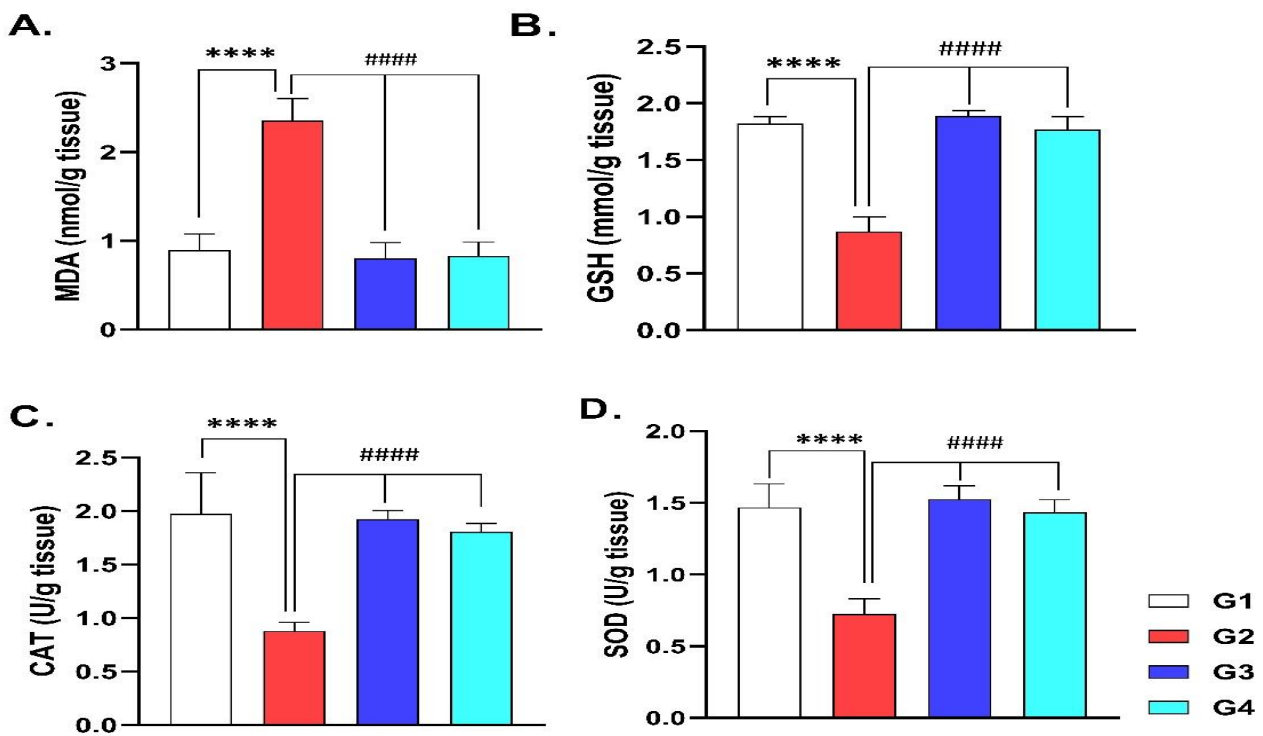 A.
****
####
MDA (nmol/g tissue)
3
2
1
0
B.
****
####
GSH (mmol/g tissue)
2.5
2.0
1.5
1.0
0.5
0.0
C.
****
####
CAT (U/g tissue)
2.5
2.0
1.5
1.0
0.5
0.0
D.
****
####
SOD (U/g tissue)
2.0
1.5
1.0
0.5
0.0
G1
G2
G3
G4